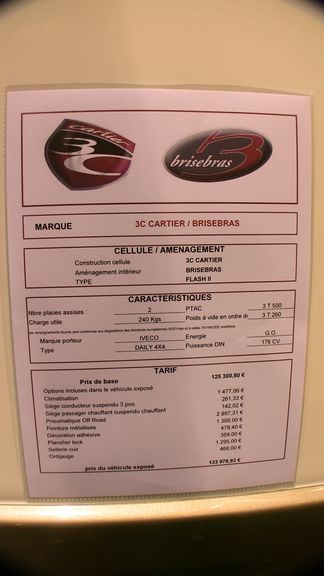 cartier
3C
brisebras
3
MARQUE 3C CARTIER / BRISEBRAS
CELLULE / AMENAGEMENT
Construction cellule 3C CARTIER
Aménagement intérieur BRISEBRAS
TYPE FLASH II
CARACTERISTIQUES
Nbre places assises : 2 PTAC 3 T 500
Charge utile 240 Kgs Poids à vide en ordre d 3 T 260
Marque porteur IVECO Energie G.O
Type DAILY 4X4 Puissance DIN 176 CV
TARIF
Prix de base 125 300,80 €
Options incluses dans le véhicule exposé
Climatisation 1 477,06 €
Siége conducteur suspendu 3 pos. 261,33 €
Siége passager chauffant suspendu chauffant 142,02 €
Pneumatique Off Road 2 897,31 €
Peinture métallisée 1 300,00 €
Décoration adhésive 478,40 €
Plancher teck 359,00 €
Sellerie cuir 1 295,00 €
Ordijauge 468,00 €
prix du véhicule exposé 133 978,92 €